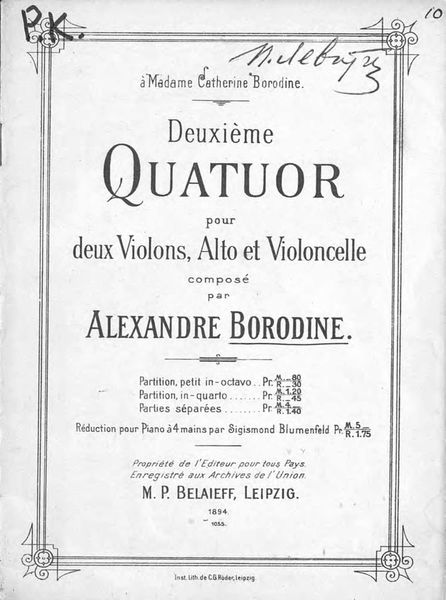 P.K.
10
à Madame Catherine Borodine.
Deuxième
QUATUOR
pour
deux Violons, Alto et Violoncelle
composé
par
ALEXANDRE BORODINE.
Partition, petit in-octavo.. Pr. M.—80 R.—30
Partition, in-quarto....... Pr. M.1.20 R.—45
Parties séparées........ Pr. M.4.— R.1.40
Réduction pour Piano à 4 mains par Sigismond Blumenfeld Pr. M.5— R.1.75
Propriété de l'Editeur pour tous Pays.
Enregistré aux Archives de l'Union.
M. P. BELAIEFF, LEIPZIG.
1894.
1055.
Inst. Lith. de C.G. Röder, Leipzig.